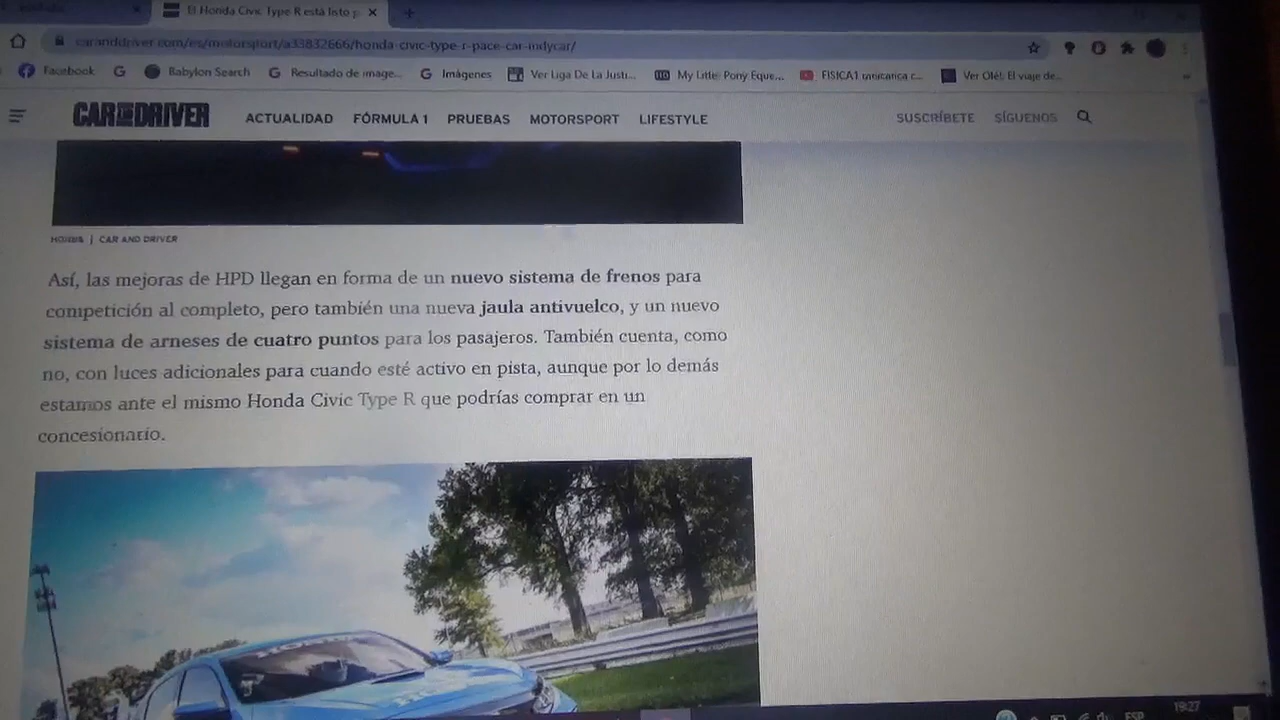 El Honda Civic Type R está listo p
caranddriver.com/es/motorsport/a33832666/honda-civic-type-r-pace-car-indycar/
Facebook
Babylon Search
Resultado de image...
Imágenes
Ver Liga De La Justi...
My Little Pony Eque...
FISICA1 mecanica c...
Ver Olé!, El viaje de...
CAR AND DRIVER
ACTUALIDAD FÓRMULA 1 PRUEBAS MOTORSPORT LIFESTYLE SUSCRÍBETE SÍGUENOS
HONDA | CAR AND DRIVER
Así, las mejoras de HPD llegan en forma de un nuevo sistema de frenos para
competición al completo, pero también una nueva jaula antivuelco, y un nuevo
sistema de arneses de cuatro puntos para los pasajeros. También cuenta, como
no, con luces adicionales para cuando esté activo en pista, aunque por lo demás
estamos ante el mismo Honda Civic Type R que podrías comprar en un
concesionario.
ESP
19:27